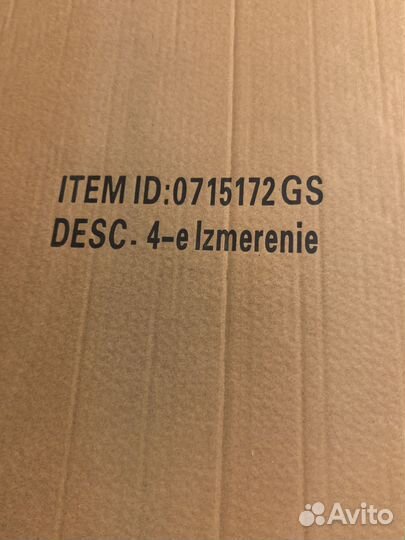 ITEM ID:0715172 GS
DESC- 4-e Izmerenie
Avito